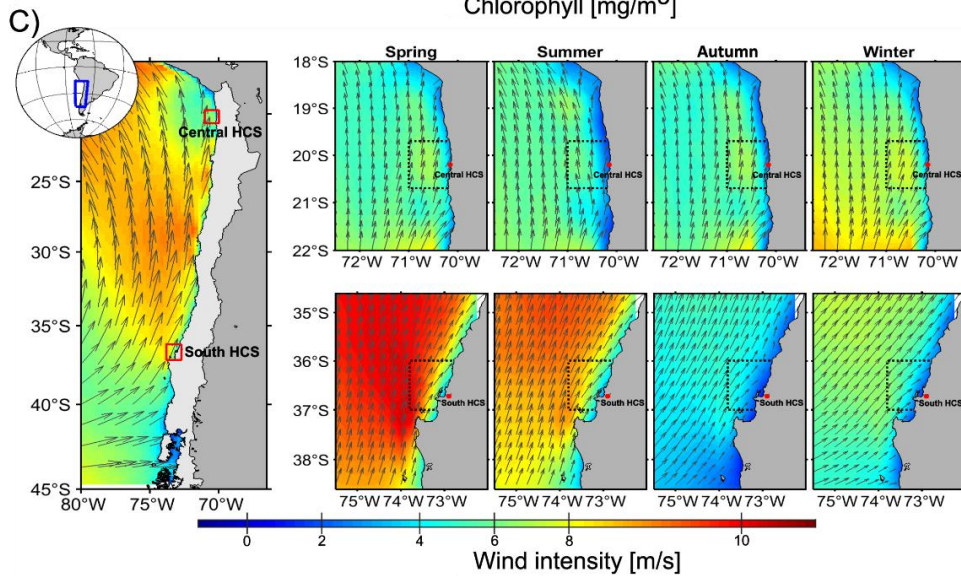 Chlorophyll [mg/m³]
C)
Spring Summer Autumn Winter
18°S
19°S
20°S
21°S
22°S
Central HCS Central HCS Central HCS Central HCS
72°W 71°W 70°W 72°W 71°W 70°W 72°W 71°W 70°W 72°W 71°W 70°W
Central HCS
25°S
30°S
35°S
South HCS
40°S
45°S
80°W 75°W 70°W
35°S
36°S
37°S
38°S
South HCS South HCS South HCS South HCS
75°W 74°W 73°W 75°W 74°W 73°W 75°W 74°W 73°W 75°W 74°W 73°W
0 2 4 6 8 10
Wind intensity [m/s]